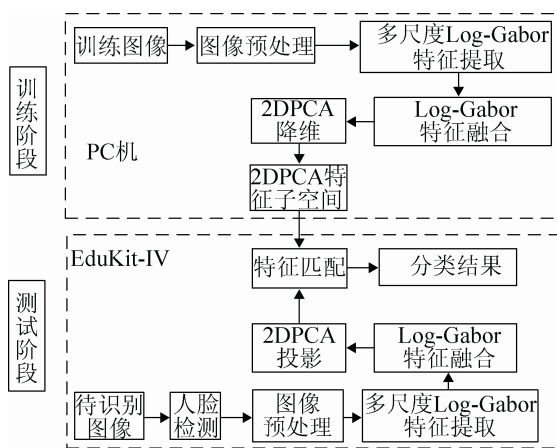 训练图像
图像预处理
多尺度Log-Gabor
特征提取
训练阶段
2DPCA
降维
Log-Gabor
特征融合
PC机
2DPCA特
征子空间
EduKit-IV
特征匹配
分类结果
测试阶段
2DPCA
投影
Log-Gabor
特征融合
待识别
图像
人脸
检测
图像
预处理
多尺度Log-Gabor
特征提取